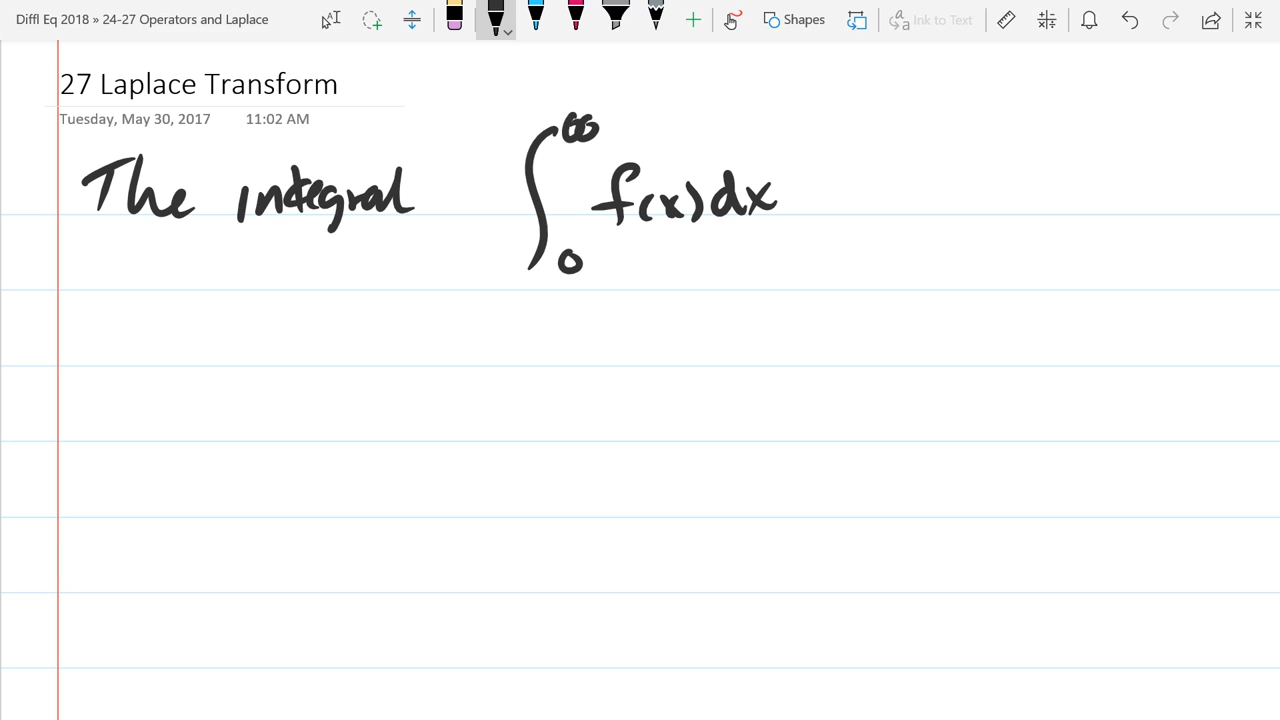 Diffl Eq 2018 » 24-27 Operators and Laplace
Shapes
Ink to Text
27 Laplace Transform
Tuesday, May 30, 2017 11:02 AM
The integral ∫₀^∞ f(x)dx